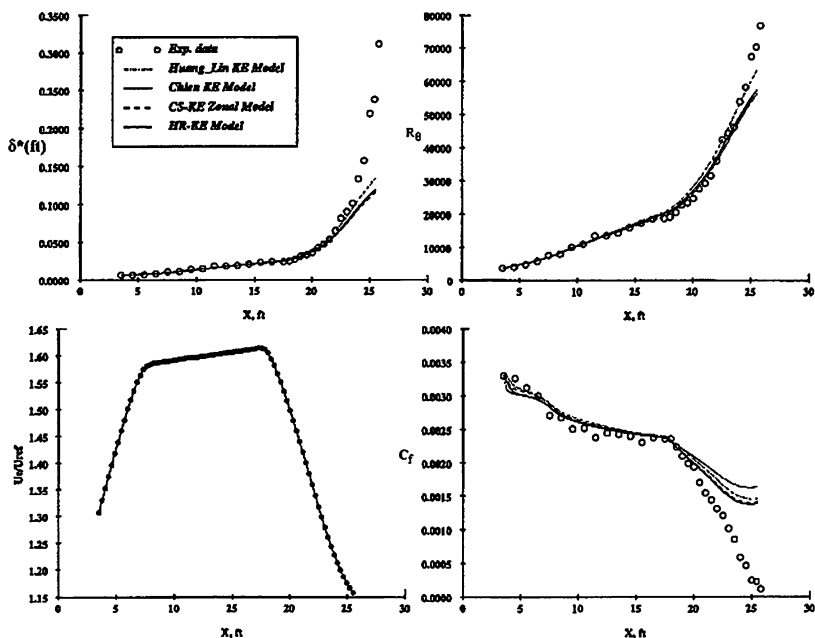 0.3500
0.3000
0.2500
0.2000
0.1500
0.1000
0.0500
0.0000
δ*(ft)
Exp. data
Huang_Lin KE Model
Chien KE Model
CS-KE Zonal Model
HR-KE Model
0 10 20 30
X, ft
80000
70000
60000
50000
40000
30000
20000
10000
0
Rθ
0 5 10 15 20 25 30
X, ft
1.65
1.60
1.55
1.50
1.45
1.40
1.35
1.30
1.25
1.20
1.15
Ue/Uref
0 5 10 15 20 25 30
X, ft
0.0040
0.0035
0.0030
0.0025
0.0020
0.0015
0.0010
0.0005
0.0000
Cf
0 5 10 15 20 25 30
X, ft